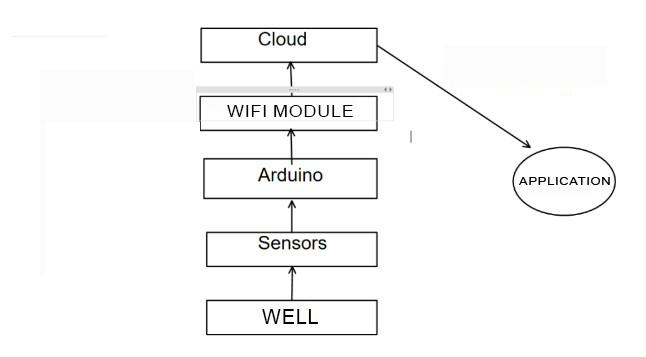 Cloud
WIFI MODULE
Arduino
APPLICATION
Sensors
WELL